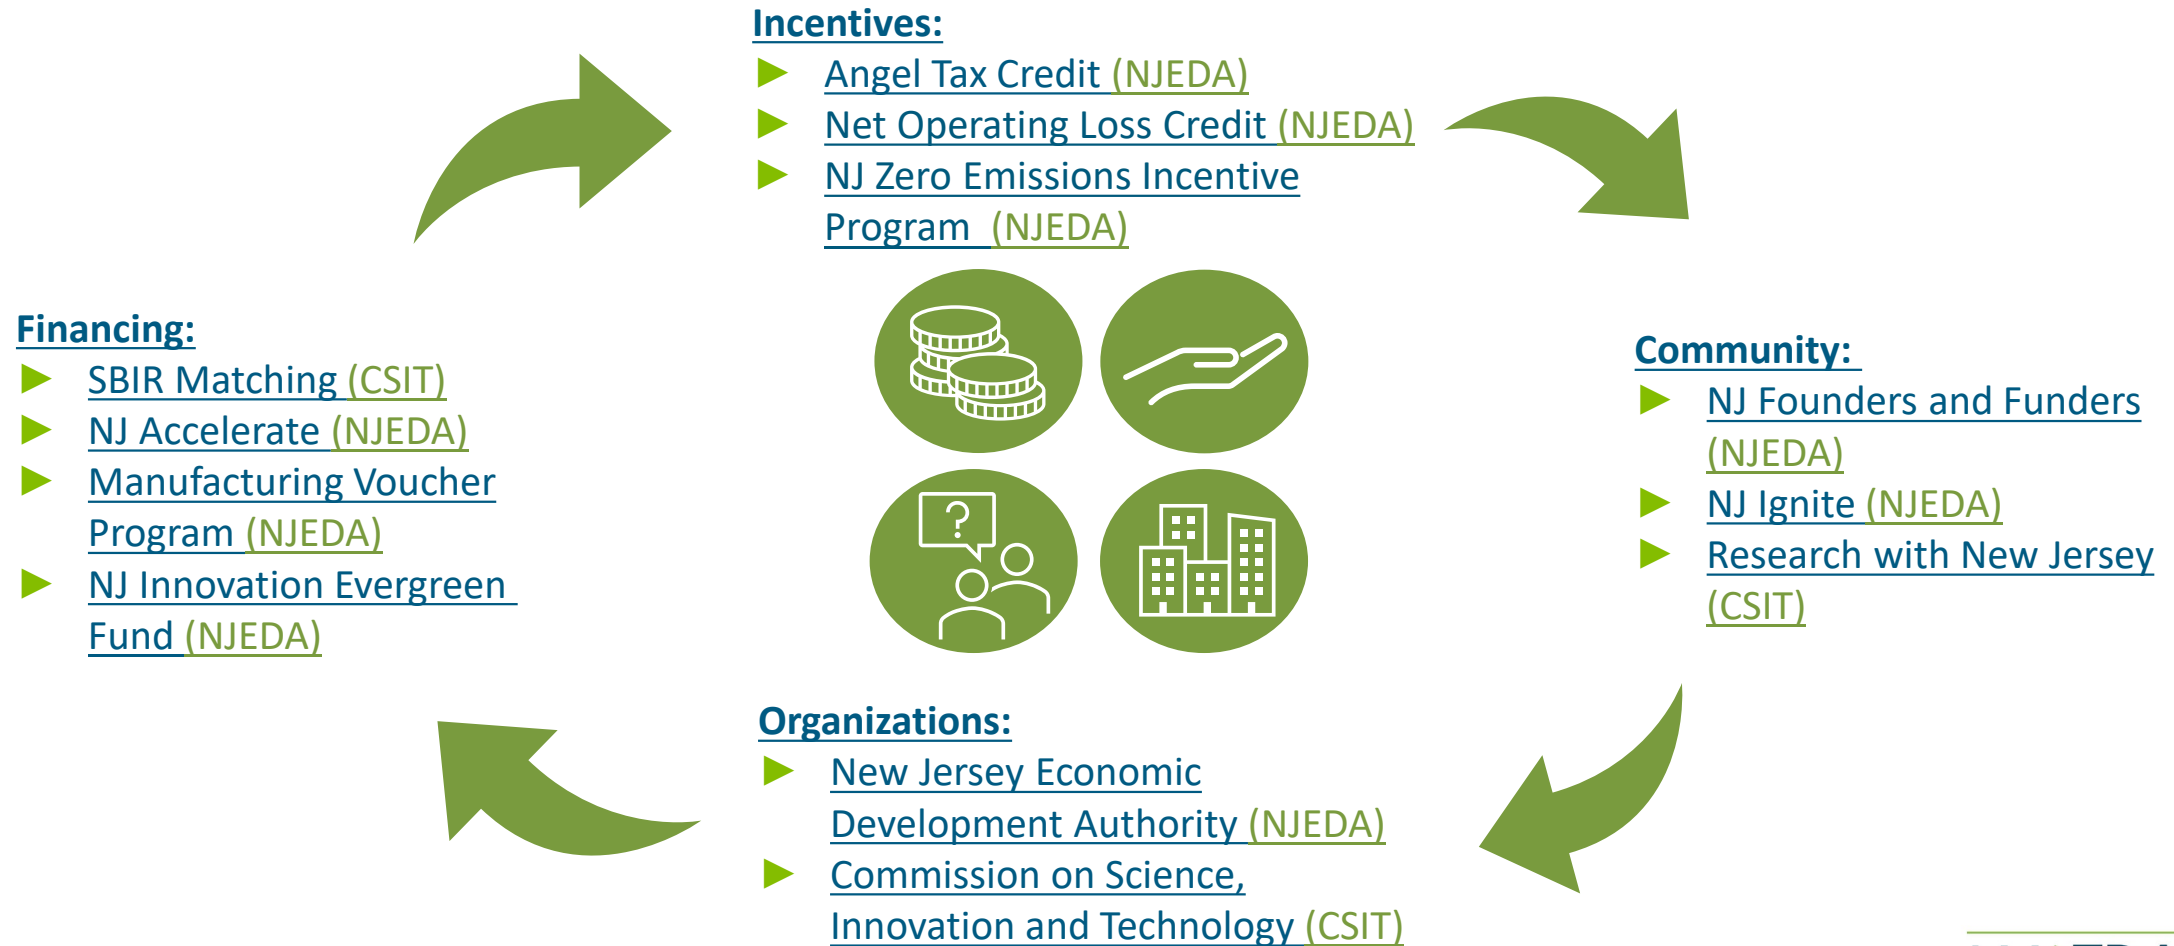 Incentives:
Angel Tax Credit (NJEDA)
Net Operating Loss Credit (NJEDA)
NJ Zero Emissions Incentive
Program (NJEDA)
Financing:
SBIR Matching (CSIT)
NJ Accelerate (NJEDA)
Manufacturing Voucher
Program (NJEDA)
NJ Innovation Evergreen
Fund (NJEDA)
?
Community:
NJ Founders and Funders
(NJEDA)
NJ Ignite (NJEDA)
Research with New Jersey
(CSIT)
Organizations:
New Jersey Economic
Development Authority (NJEDA)
Commission on Science,
Innovation and Technology (CSIT)